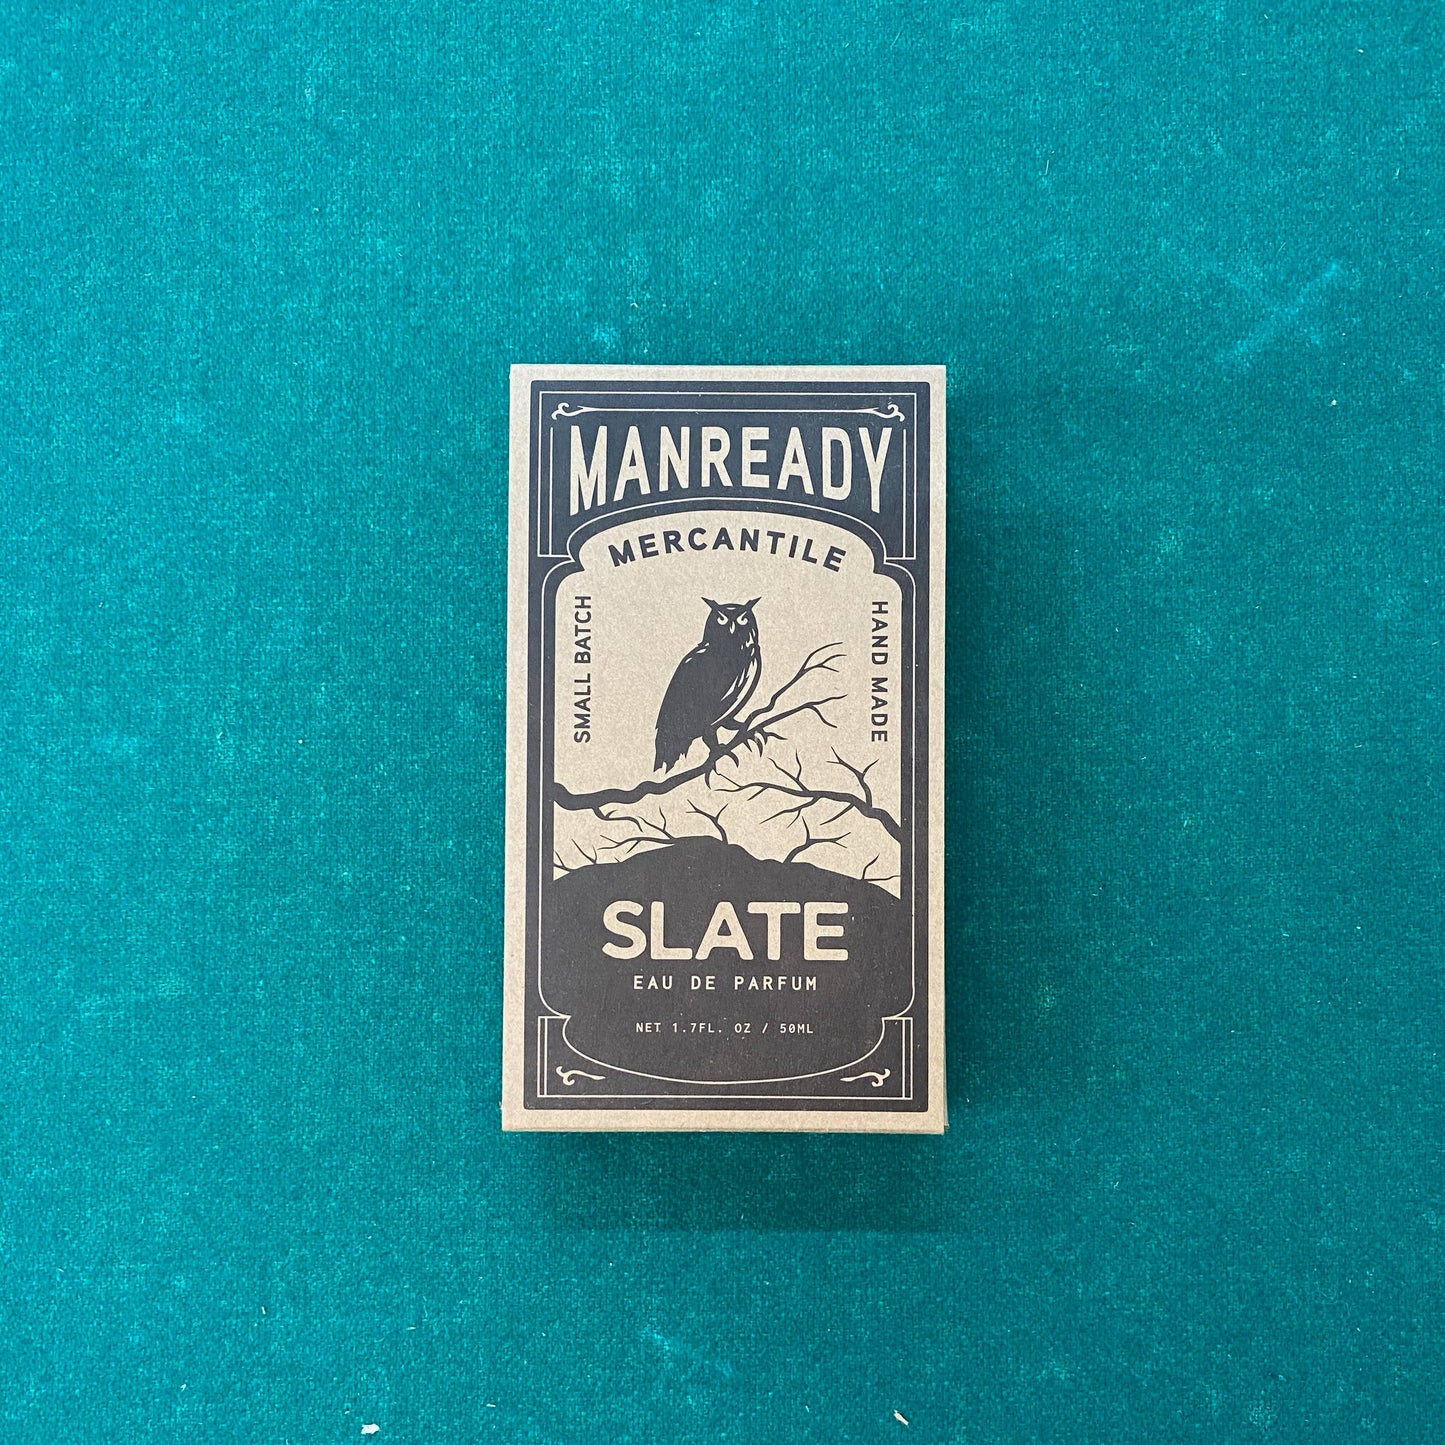 MANREADY
MERCANTILE
SMALL BATCH
HAND MADE
SLATE
EAU DE PARFUM
NET 1.7FL. OZ / 50ML